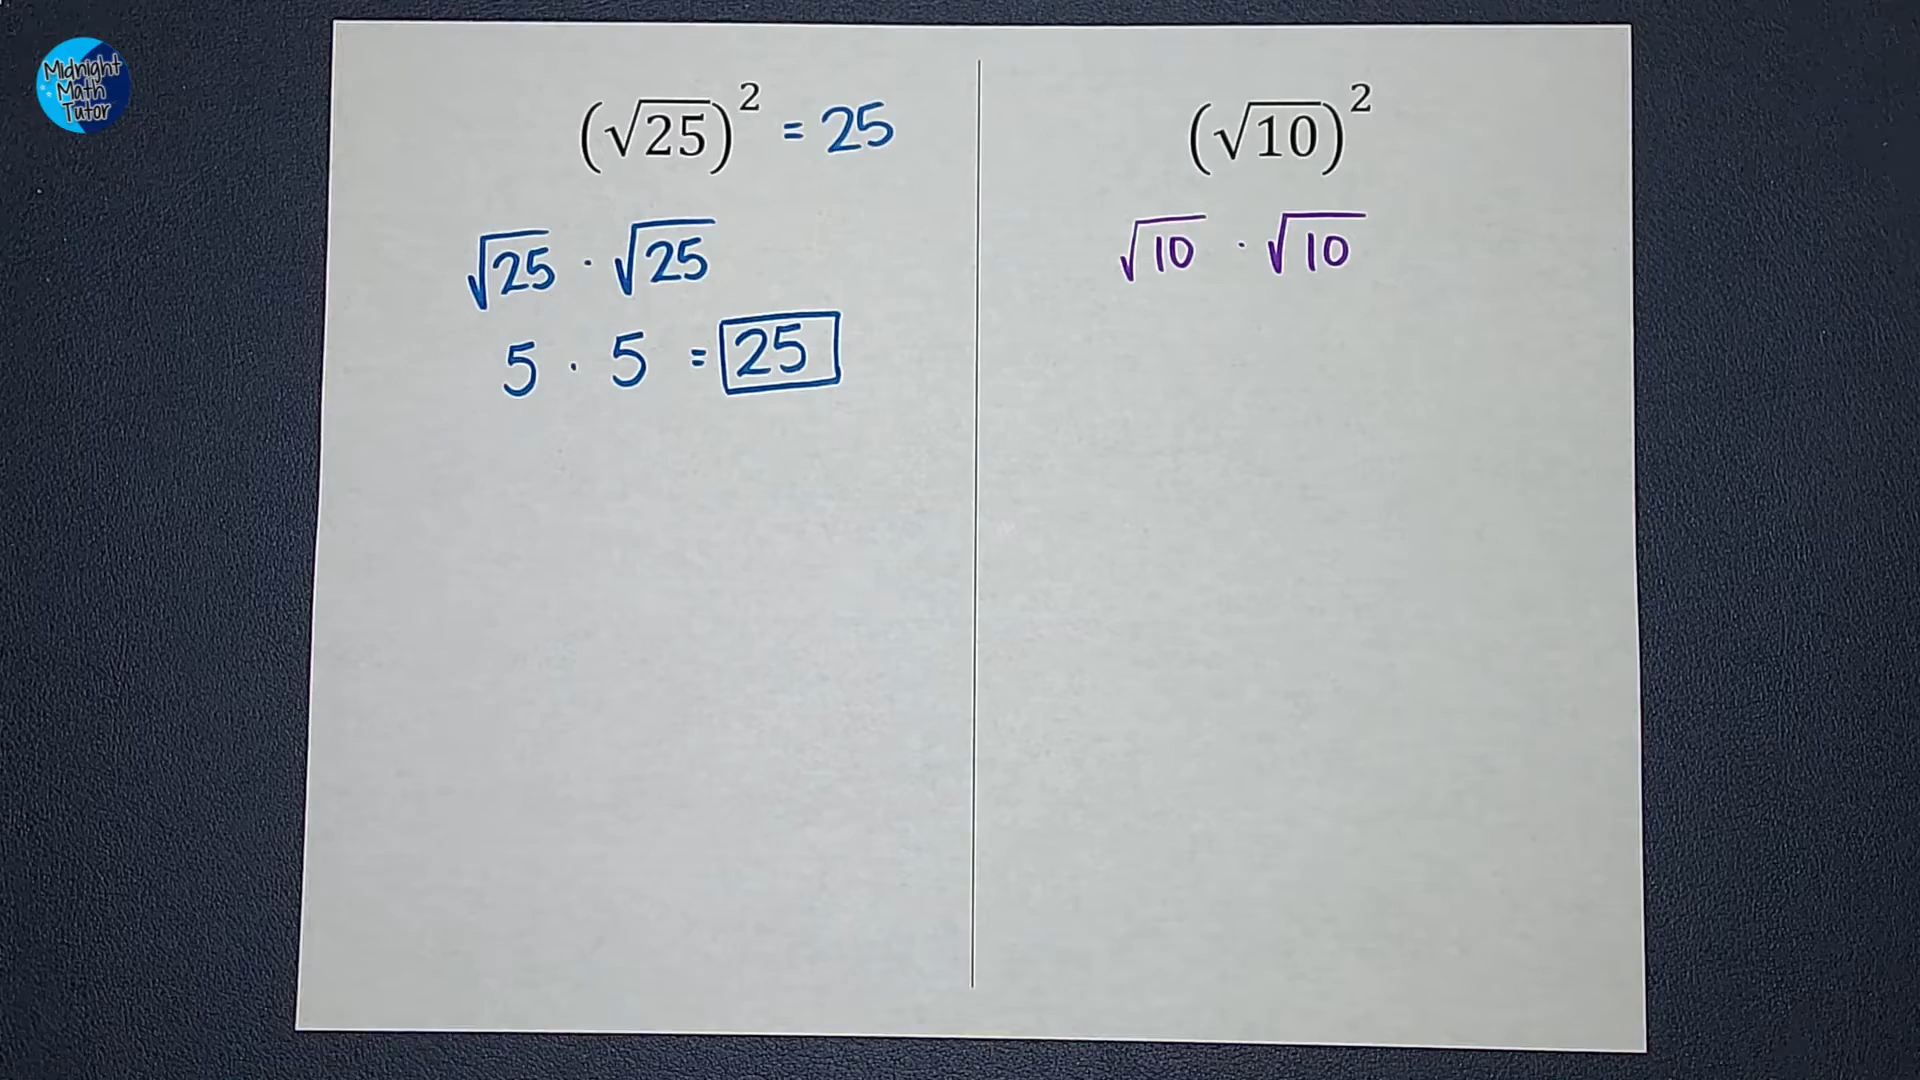 Midnight
Math
Tutor
(√25)² = 25
√25 · √25
5 · 5 = 25
(√10)²
√10 · √10